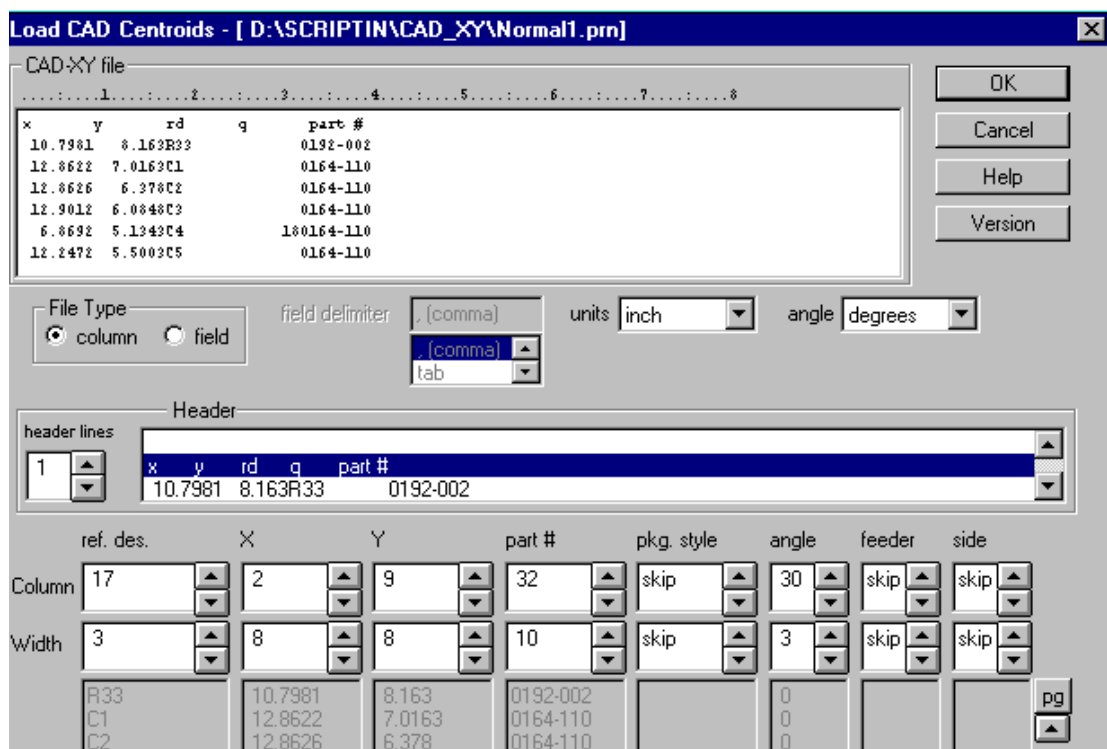 Load CAD Centroids - [ D:\SCRIPTIN\CAD_XY\Normal1.prn]
CAD-XY file
....:....1....:....2....:....3....:....4....:....5....:....6....:....7....:....8
x y rd q part #
10.7981 8.163R33 0192-002
12.8622 7.0163C1 0164-110
12.8626 6.378C2 0164-110
12.9012 6.0848C3 0164-110
6.8692 5.1343C4 180164-110
12.2472 5.5003C5 0164-110
OK
Cancel
Help
Version
File Type
column field
field delimiter , (comma)
, (comma)
tab
units inch
angle degrees
Header
header lines
1
x y rd q part #
10.7981 8.163R33 0192-002
ref. des. X Y part # pkg. style angle feeder side
Column 17 2 9 32 skip 30 skip skip
Width 3 8 8 10 skip 3 skip skip
R33 10.7981 8.163 0192-002 0
C1 12.8622 7.0163 0164-110 0
C2 12.8626 6.378 0164-110 0
pg